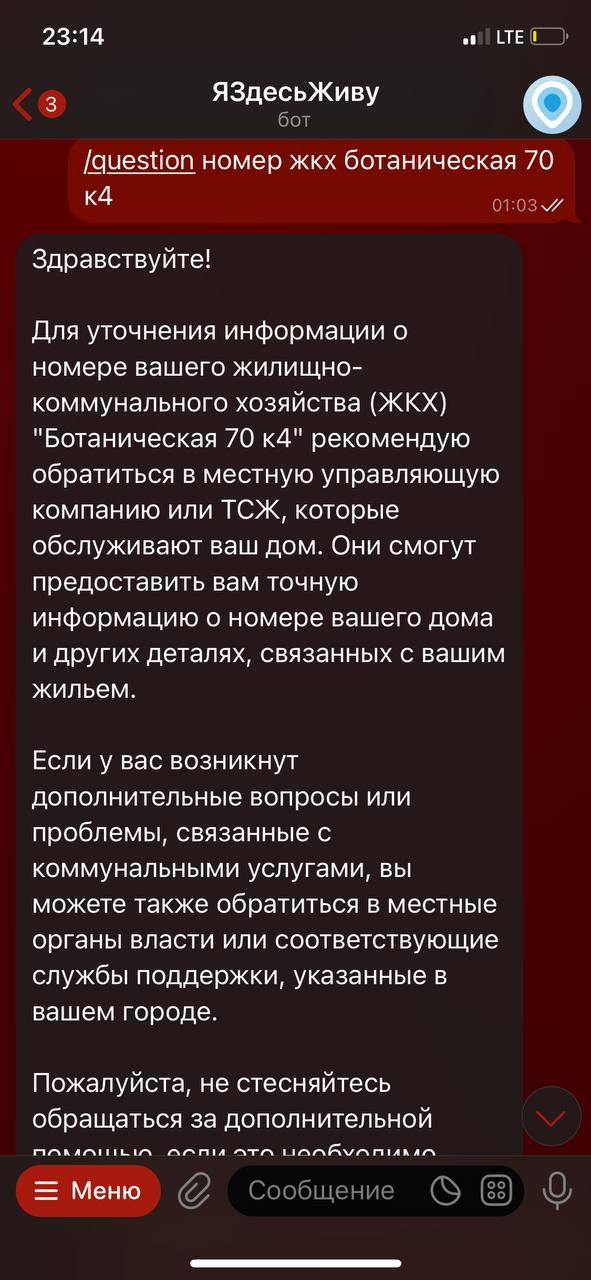 23:14
LTE
3
ЯЗдесьЖиву
бот
/question номер жкх ботаническая 70
к4
01:03
Здравствуйте!
Для уточнения информации о
номере вашего жилищно-
коммунального хозяйства (ЖКХ)
"Ботаническая 70 к4" рекомендую
обратиться в местную управляющую
компанию или ТСЖ, которые
обслуживают ваш дом. Они смогут
предоставить вам точную
информацию о номере вашего дома
и других деталях, связанных с вашим
жильем.
Если у вас возникнут
дополнительные вопросы или
проблемы, связанные с
коммунальными услугами, вы
можете также обратиться в местные
органы власти или соответствующие
службы поддержки, указанные в
вашем городе.
Пожалуйста, не стесняйтесь
обращаться за дополнительной
помощью, если это необходимо
Меню
Сообщение